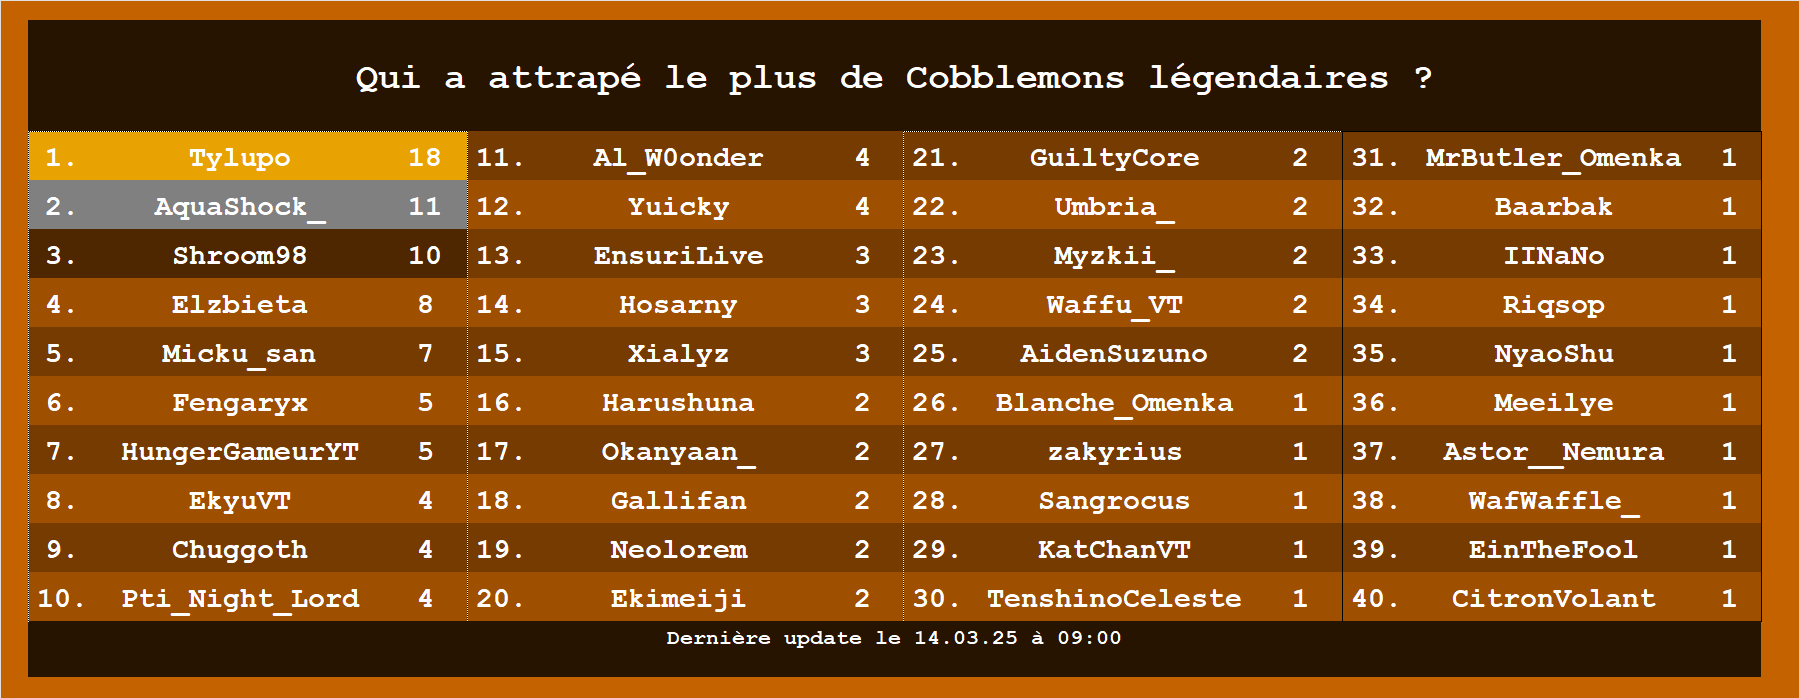 Qui a attrapé le plus de Cobblemons légendaires ?
1. Tylupo 18
2. AquaShock_ 11
3. Shroom98 10
4. Elzbieta 8
5. Micku_san 7
6. Fengaryx 5
7. HungerGameurYT 5
8. EkyuVT 4
9. Chuggoth 4
10. Pti_Night_Lord 4
11. Al_W0onder 4
12. Yuicky 4
13. EnsuriLive 3
14. Hosarny 3
15. Xialyz 3
16. Harushuna 2
17. Okanyaan_ 2
18. Gallifan 2
19. Neolorem 2
20. Ekimeiji 2
21. GuiltyCore 2
22. Umbria_ 2
23. Myzkii_ 2
24. Waffu_VT 2
25. AidenSuzuno 2
26. Blanche_Omenka 1
27. zakyrius 1
28. Sangrocus 1
29. KatChanVT 1
30. TenshinoCeleste 1
31. MrButler_Omenka 1
32. Baarbak 1
33. IINaNo 1
34. Riqsop 1
35. NyaoShu 1
36. Meeilye 1
37. Astor__Nemura 1
38. WafWaffle_ 1
39. EinTheFool 1
40. CitronVolant 1
Dernière update le 14.03.25 à 09:00